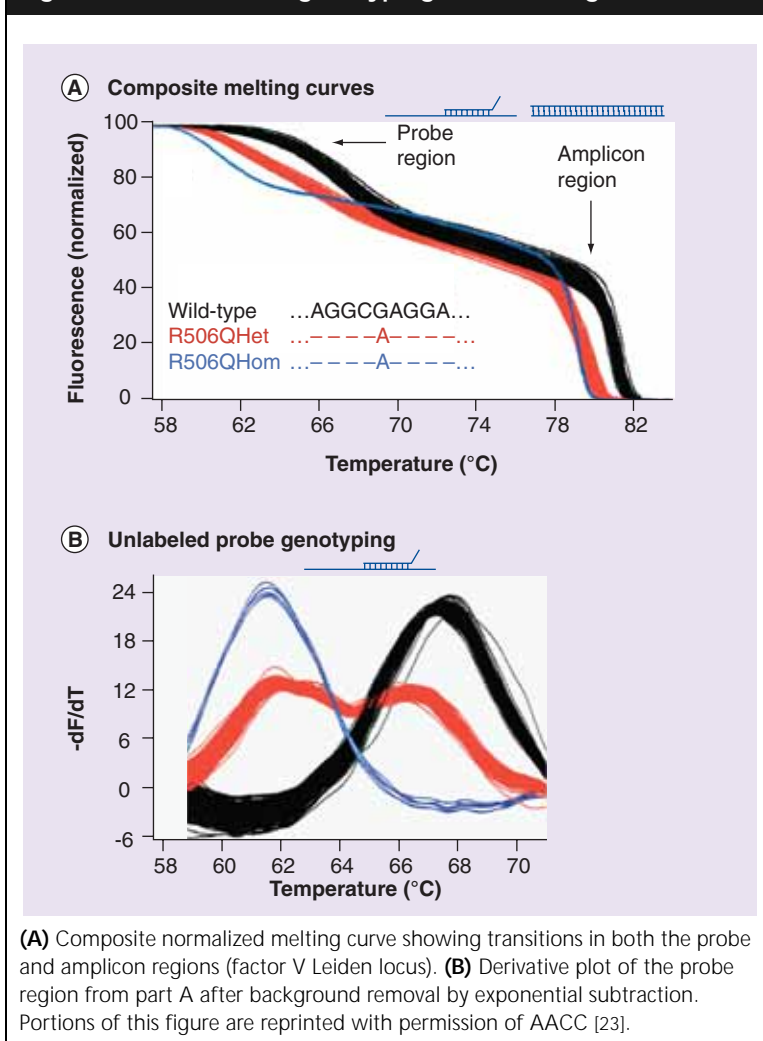 A Composite melting curves
Fluorescence (normalized)
100
80
60
40
20
0
Probe
region
Amplicon
region
Wild-type ...AGGCGAGGA...
R506QHet ...– – – –A– – – –...
R506QHom ...– – – –A– – – –...
58 62 66 70 74 78 82
Temperature (°C)
B Unlabeled probe genotyping
-dF/dT
24
18
12
6
0
-6
58 60 62 64 66 68 70
Temperature (°C)
(A) Composite normalized melting curve showing transitions in both the probe
and amplicon regions (factor V Leiden locus). (B) Derivative plot of the probe
region from part A after background removal by exponential subtraction.
Portions of this figure are reprinted with permission of AACC [23].